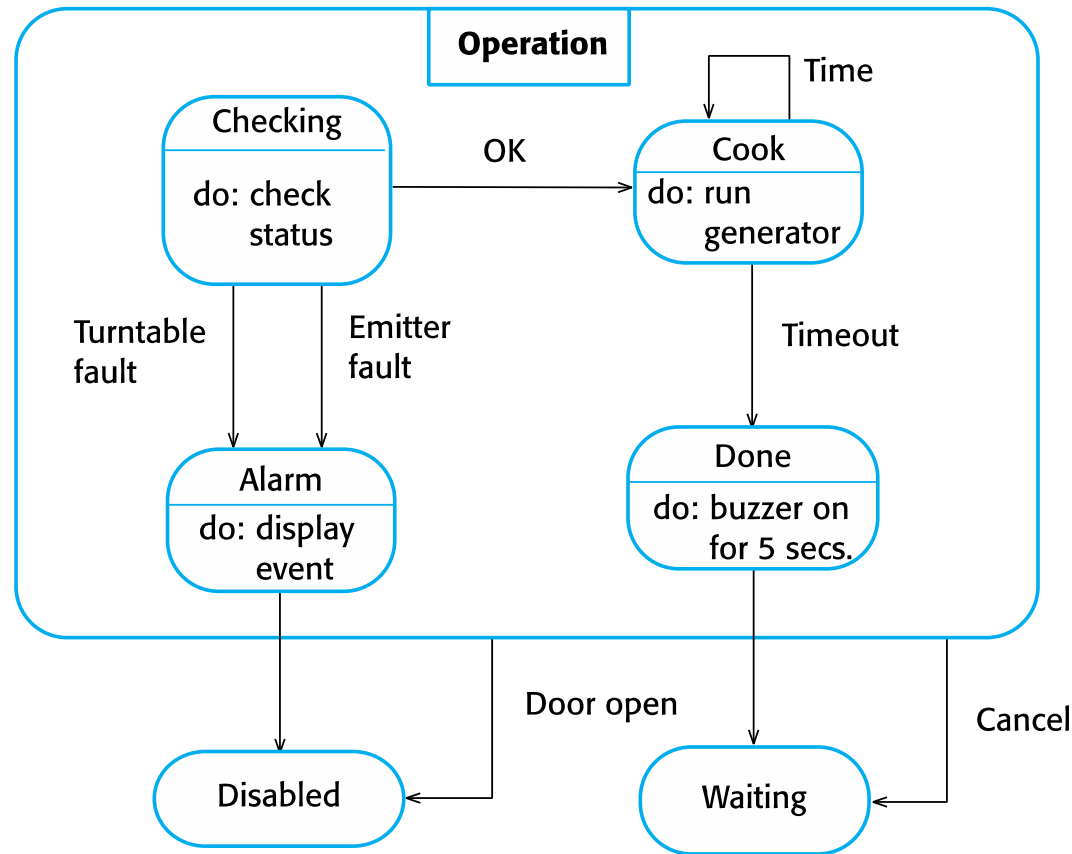 Operation
Time
Checking
OK
Cook
do: check
status
do: run
generator
Turntable
fault
Emitter
fault
Timeout
Alarm
do: display
event
Done
do: buzzer on
for 5 secs.
Door open
Cancel
Disabled
Waiting